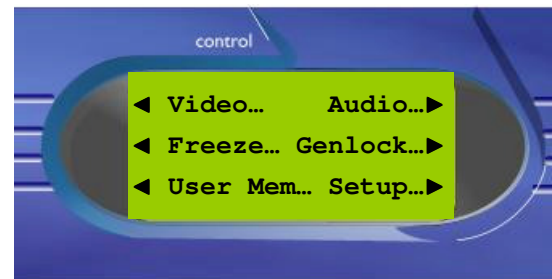 control
◄ Video… Audio…►
◄ Freeze… Genlock…►
◄ User Mem… Setup…►